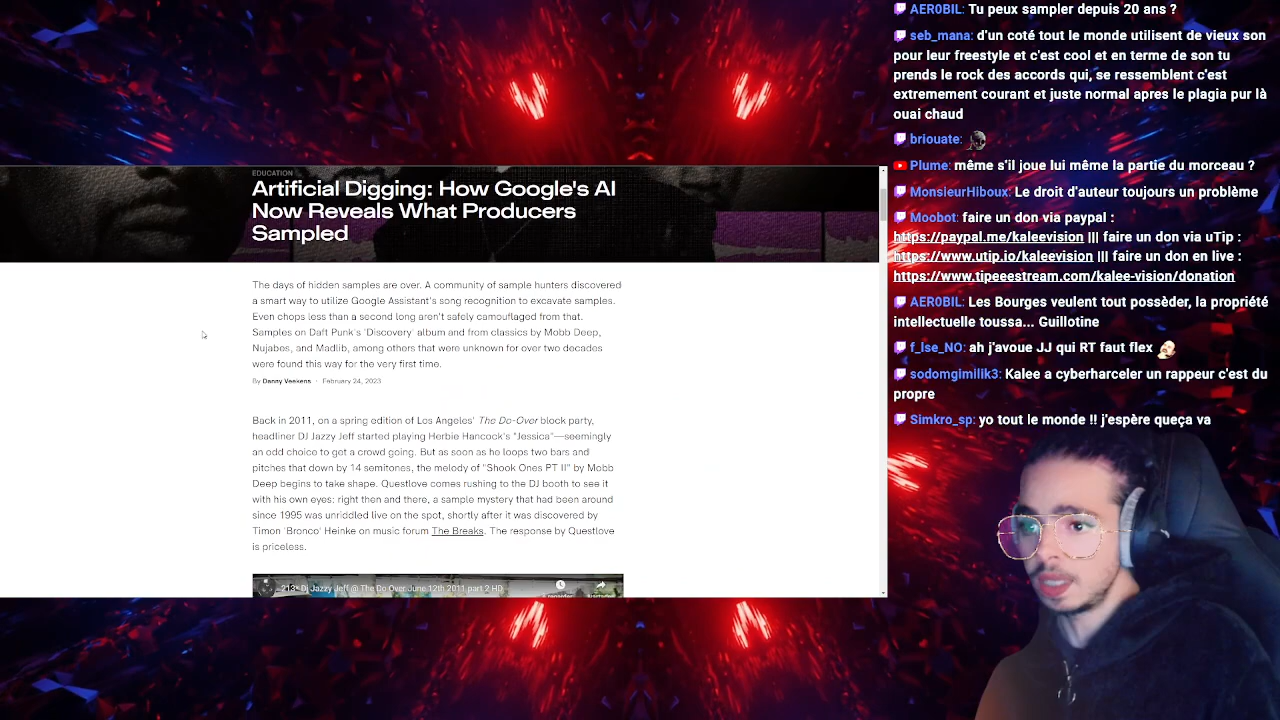 EDUCATION
Artificial Digging: How Google's AI
Now Reveals What Producers
Sampled
The days of hidden samples are over. A community of sample hunters discovered
a smart way to utilize Google Assistant's song recognition to excavate samples.
Even chops less than a second long aren't safely camouflaged from that.
Samples on Daft Punk's 'Discovery' album and from classics by Mobb Deep,
Nujabes, and Madlib, among others that were unknown for over two decades
were found this way for the very first time.
By Danny Veekens · February 24, 2023
Back in 2011, on a spring edition of Los Angeles' The Do-Over block party,
headliner DJ Jazzy Jeff started playing Herbie Hancock's "Jessica"—seemingly
an odd choice to get a crowd going. But as soon as he loops two bars and
pitches that down by 14 semitones, the melody of "Shook Ones PT II" by Mobb
Deep begins to take shape. Questlove comes rushing to the DJ booth to see it
with his own eyes: right then and there, a sample mystery that had been around
since 1995 was unriddled live on the spot, shortly after it was discovered by
Timon 'Bronco' Heinke on music forum The Breaks. The response by Questlove
is priceless.
213* Dj Jazzy Jeff @ The Do Over June 12th 2011 part 2 HD
AER0BIL: Tu peux sampler depuis 20 ans ?
seb_mana: d'un coté tout le monde utilisent de vieux son
pour leur freestyle et c'est cool et en terme de son tu
prends le rock des accords qui, se ressemblent c'est
extremement courant et juste normal apres le plagia pur là
ouai chaud
briouate:
Plume: même s'il joue lui même la partie du morceau ?
MonsieurHiboux: Le droit d'auteur toujours un problème
Moobot: faire un don via paypal :
https://paypal.me/kaleevision ||| faire un don via uTip :
https://www.utip.io/kaleevision ||| faire un don en live :
https://www.tipeeestream.com/kalee-vision/donation
AER0BIL: Les Bourges veulent tout possèder, la propriété
intellectuelle toussa... Guillotine
f_lse_NO: ah j'avoue JJ qui RT faut flex
sodomgimilik3: Kalee a cyberharceler un rappeur c'est du
propre
Simkro_sp: yo tout le monde !! j'espère queça va